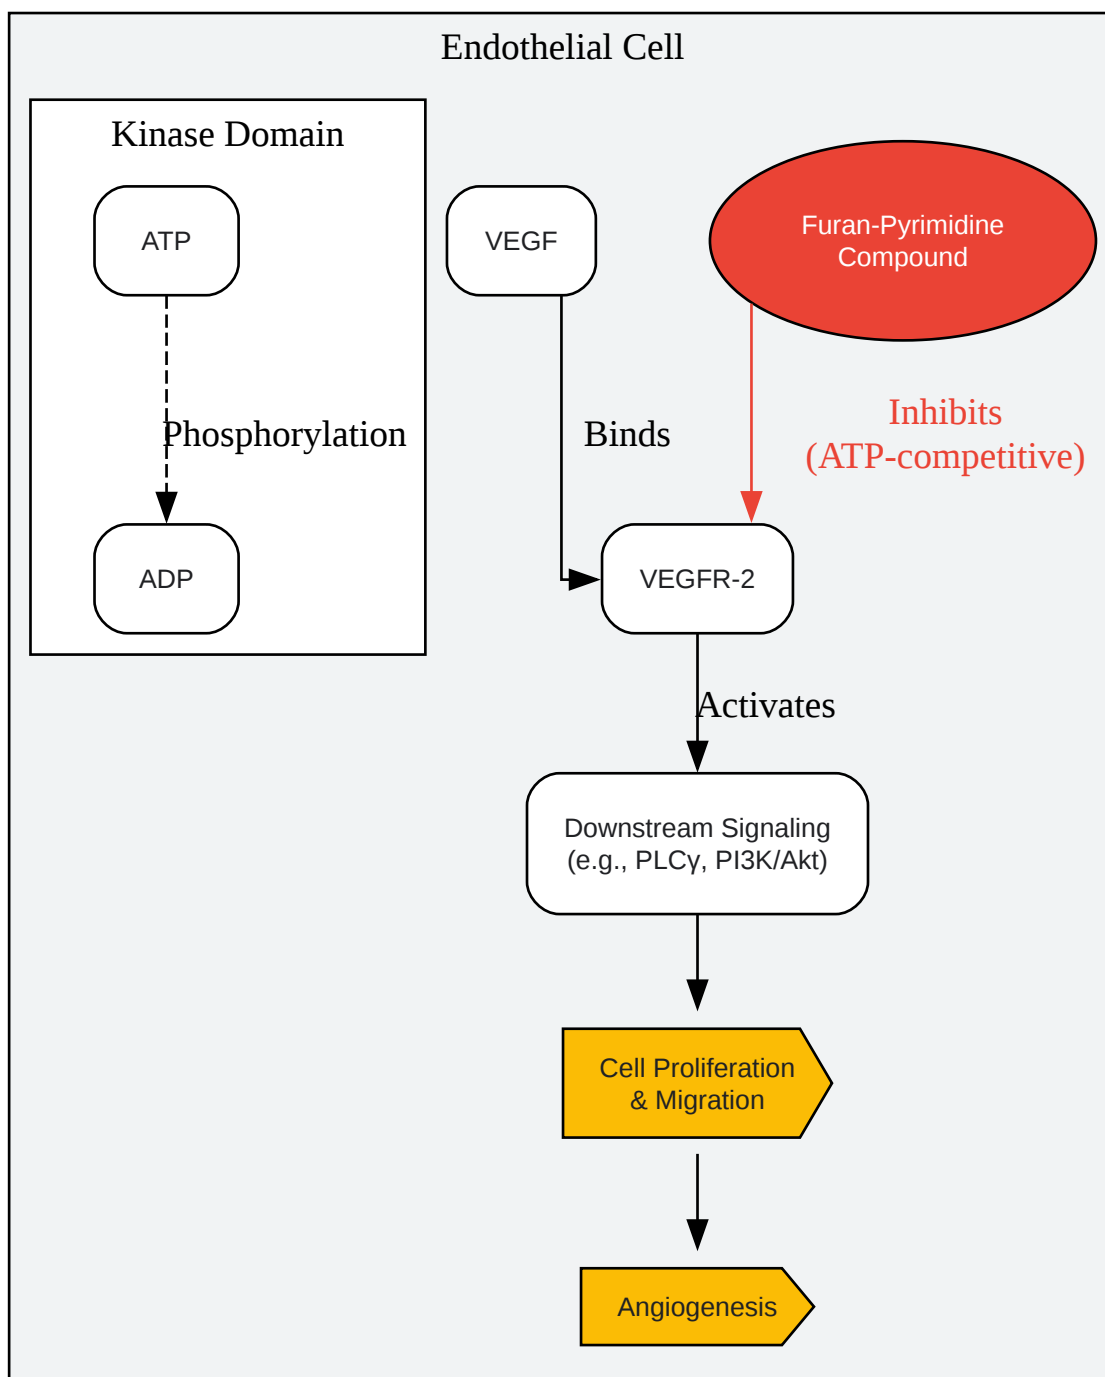 Endothelial Cell
Kinase Domain
ATP
VEGF
Furan-Pyrimidine
Compound
Phosphorylation
Binds
Inhibits
(ATP-competitive)
ADP
VEGFR-2
Activates
Downstream Signaling
(e.g., PLCγ, PI3K/Akt)
Cell Proliferation
& Migration
Angiogenesis